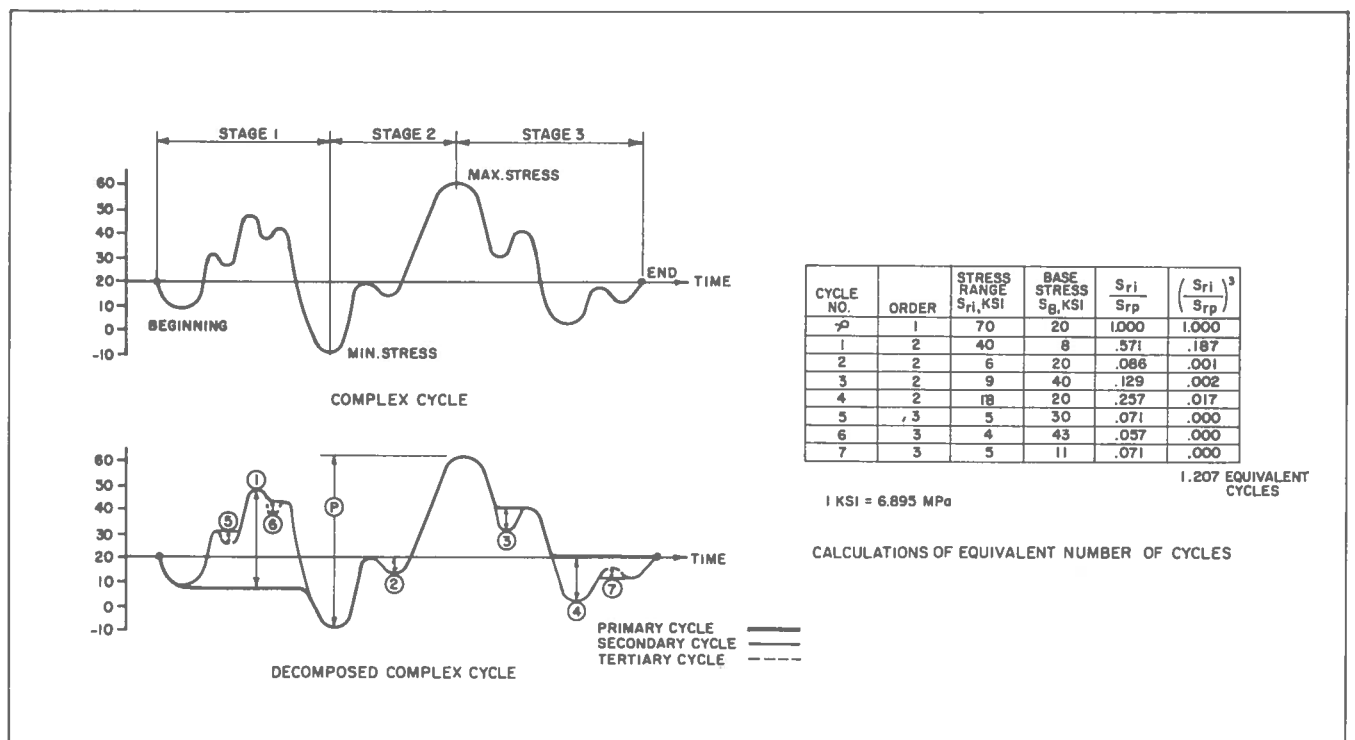 STAGE 1 STAGE 2 STAGE 3
MAX. STRESS
60
50
40
30
20
10
0
-10
END
TIME
BEGINNING
MIN. STRESS
COMPLEX CYCLE
60
50
40
30
20
10
0
-10
1
5
6
P
2
3
4
7
TIME
PRIMARY CYCLE
SECONDARY CYCLE
TERTIARY CYCLE
DECOMPOSED COMPLEX CYCLE
CYCLE NO. ORDER STRESS RANGE Sri, KSI BASE STRESS SB, KSI Sri/Srp (Sri/Srp)³
P 1 70 20 1.000 1.000
1 2 40 8 .571 .187
2 2 6 20 .086 .001
3 2 9 40 .129 .002
4 2 18 20 .257 .017
5 3 5 30 .071 .000
6 3 4 43 .057 .000
7 3 5 11 .071 .000
1.207 EQUIVALENT
CYCLES
1 KSI = 6.895 MPa
CALCULATIONS OF EQUIVALENT NUMBER OF CYCLES